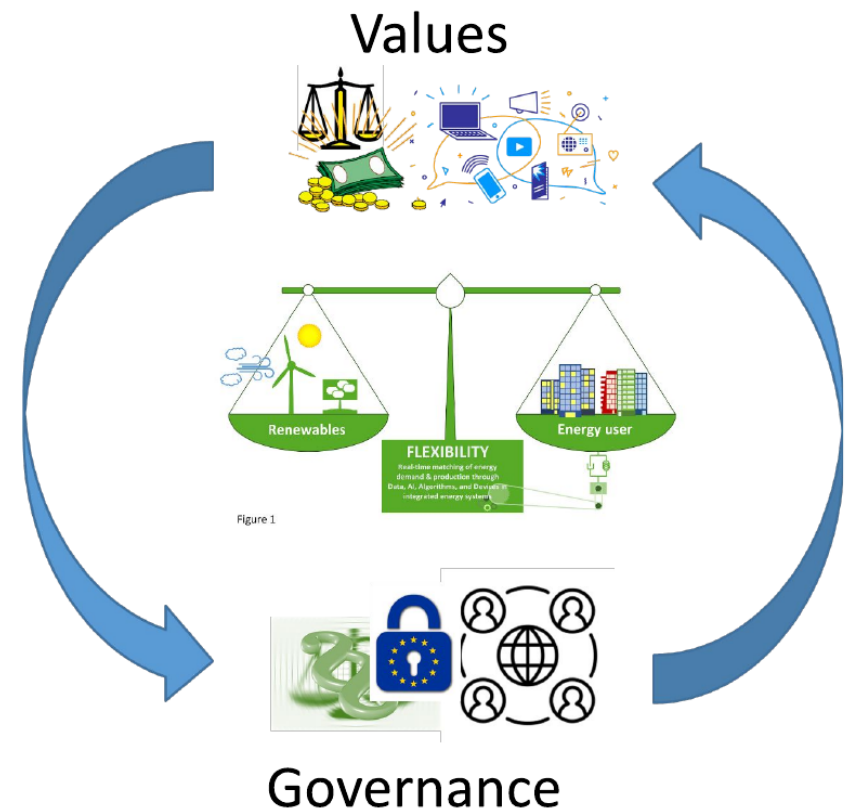 Values
Renewables
Energy user
FLEXIBILITY
Real-time matching of energy
demand & production through
Data, AI, Algorithms, and Devices in
integrated energy systems
Figure 1
Governance